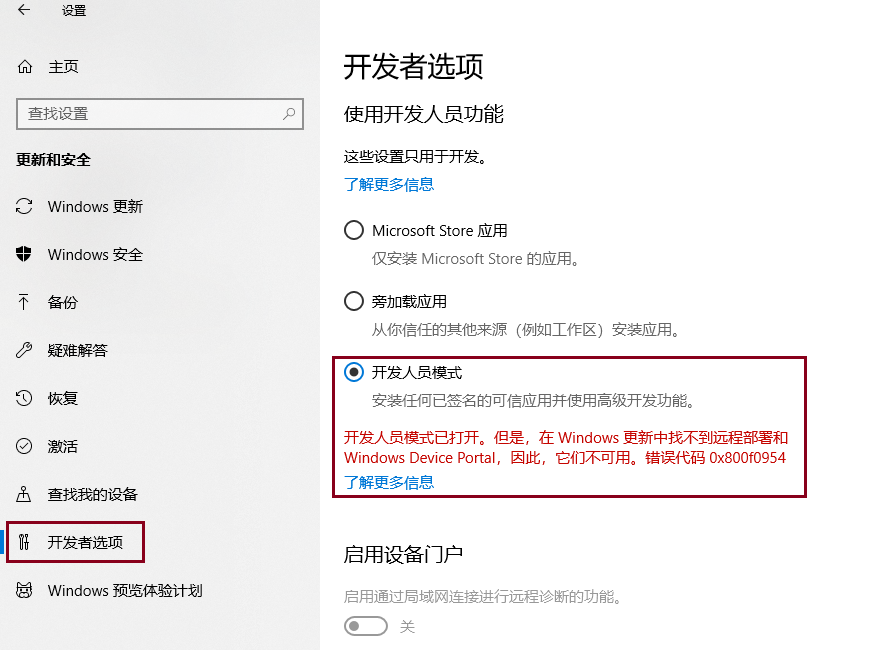 设置
主页
查找设置
更新和安全
Windows 更新
Windows 安全
备份
疑难解答
恢复
激活
查找我的设备
开发者选项
Windows 预览体验计划
开发者选项
使用开发人员功能
这些设置只用于开发。
了解更多信息
Microsoft Store 应用
仅安装 Microsoft Store 的应用。
旁加载应用
从你信任的其他来源（例如工作区）安装应用。
开发人员模式
安装任何已签名的可信应用并使用高级开发功能。
开发人员模式已打开。但是，在 Windows 更新中找不到远程部署和
Windows Device Portal，因此，它们不可用。错误代码 0x800f0954
了解更多信息
启用设备门户
启用通过局域网连接进行远程诊断的功能。
关